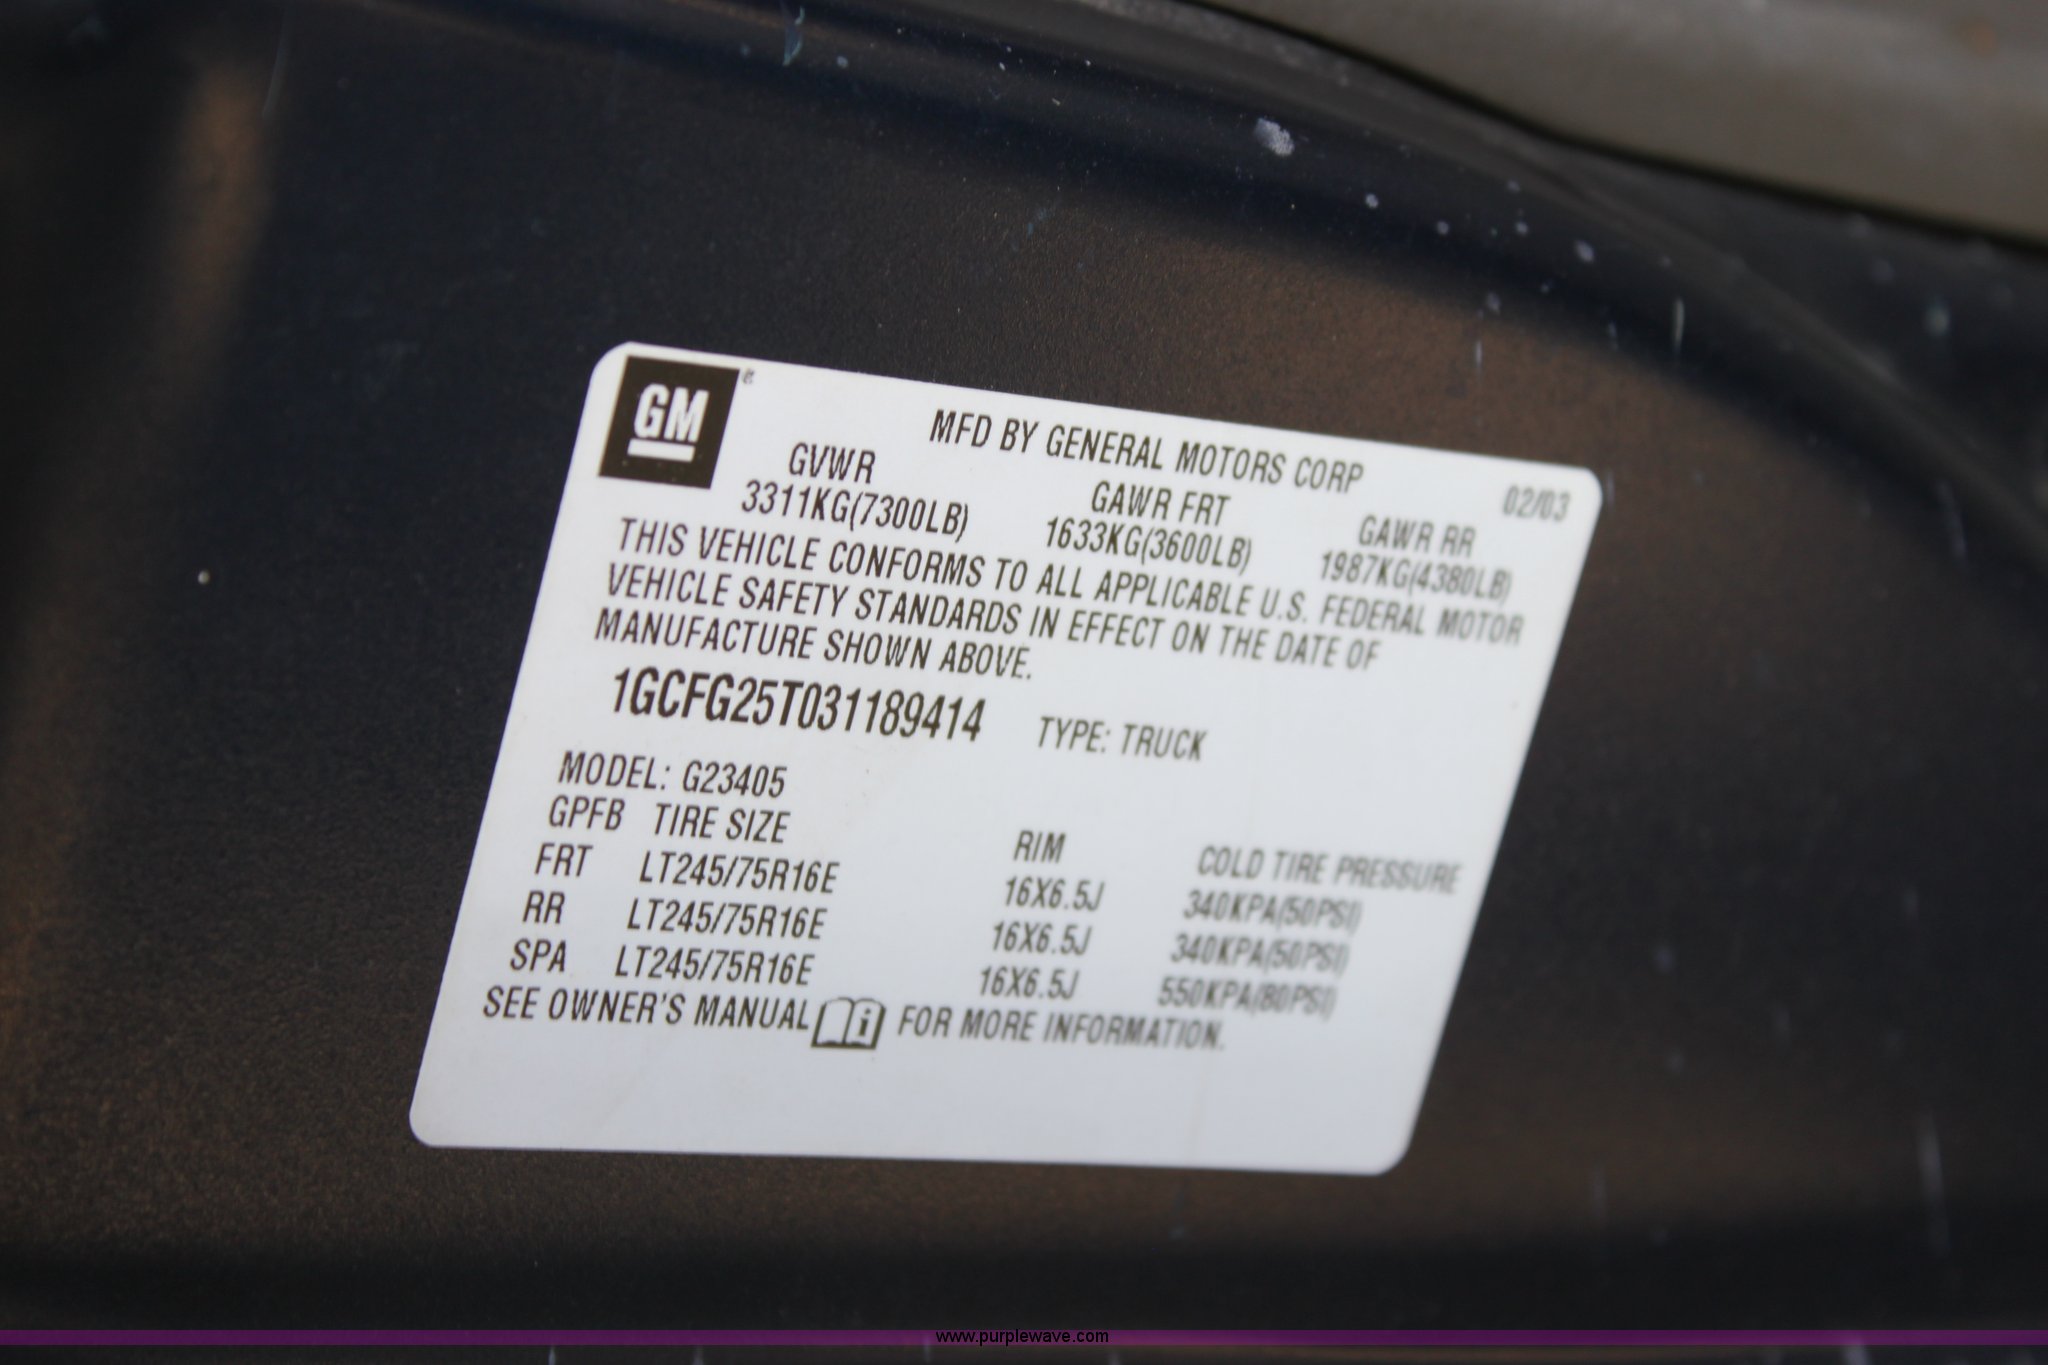 GM
MFD BY GENERAL MOTORS CORP
02/03
GVWR GAWR FRT GAWR RR
3311KG(7300LB) 1633KG(3600LB) 1987KG(4380LB)
THIS VEHICLE CONFORMS TO ALL APPLICABLE U.S. FEDERAL MOTOR
VEHICLE SAFETY STANDARDS IN EFFECT ON THE DATE OF
MANUFACTURE SHOWN ABOVE.
1GCFG25T031189414 TYPE: TRUCK
MODEL: G23405
GPFB TIRE SIZE RIM COLD TIRE PRESSURE
FRT LT245/75R16E 16X6.5J 340KPA(50PSI)
RR LT245/75R16E 16X6.5J 340KPA(50PSI)
SPA LT245/75R16E 16X6.5J 550KPA(80PSI)
SEE OWNER'S MANUAL i FOR MORE INFORMATION.
www.purplewave.com